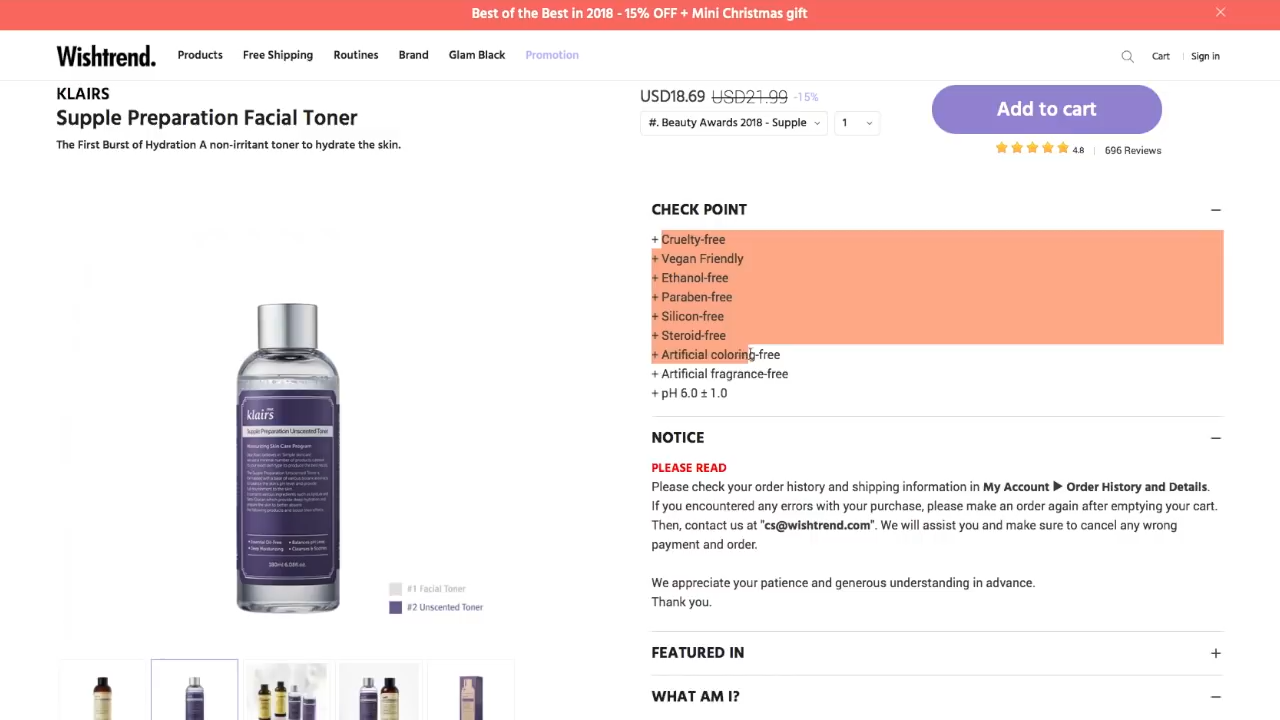 Best of the Best in 2018 - 15% OFF + Mini Christmas gift
Wishtrend.
Products
Free Shipping
Routines
Brand
Glam Black
Promotion
Cart
Sign in
KLAIRS
Supple Preparation Facial Toner
The First Burst of Hydration A non-irritant toner to hydrate the skin.
USD18.69 USD21.99 -15%
#. Beauty Awards 2018 - Supple
1
Add to cart
4.8
696 Reviews
CHECK POINT
+ Cruelty-free
+ Vegan Friendly
+ Ethanol-free
+ Paraben-free
+ Silicon-free
+ Steroid-free
+ Artificial coloring-free
+ Artificial fragrance-free
+ pH 6.0 ± 1.0
klairs
Supple Preparation Unscented Toner
#1 Facial Toner
#2 Unscented Toner
NOTICE
PLEASE READ
Please check your order history and shipping information in My Account ▶ Order History and Details.
If you encountered any errors with your purchase, please make an order again after emptying your cart.
Then, contact us at "cs@wishtrend.com". We will assist you and make sure to cancel any wrong
payment and order.
We appreciate your patience and generous understanding in advance.
Thank you.
FEATURED IN
WHAT AM I?